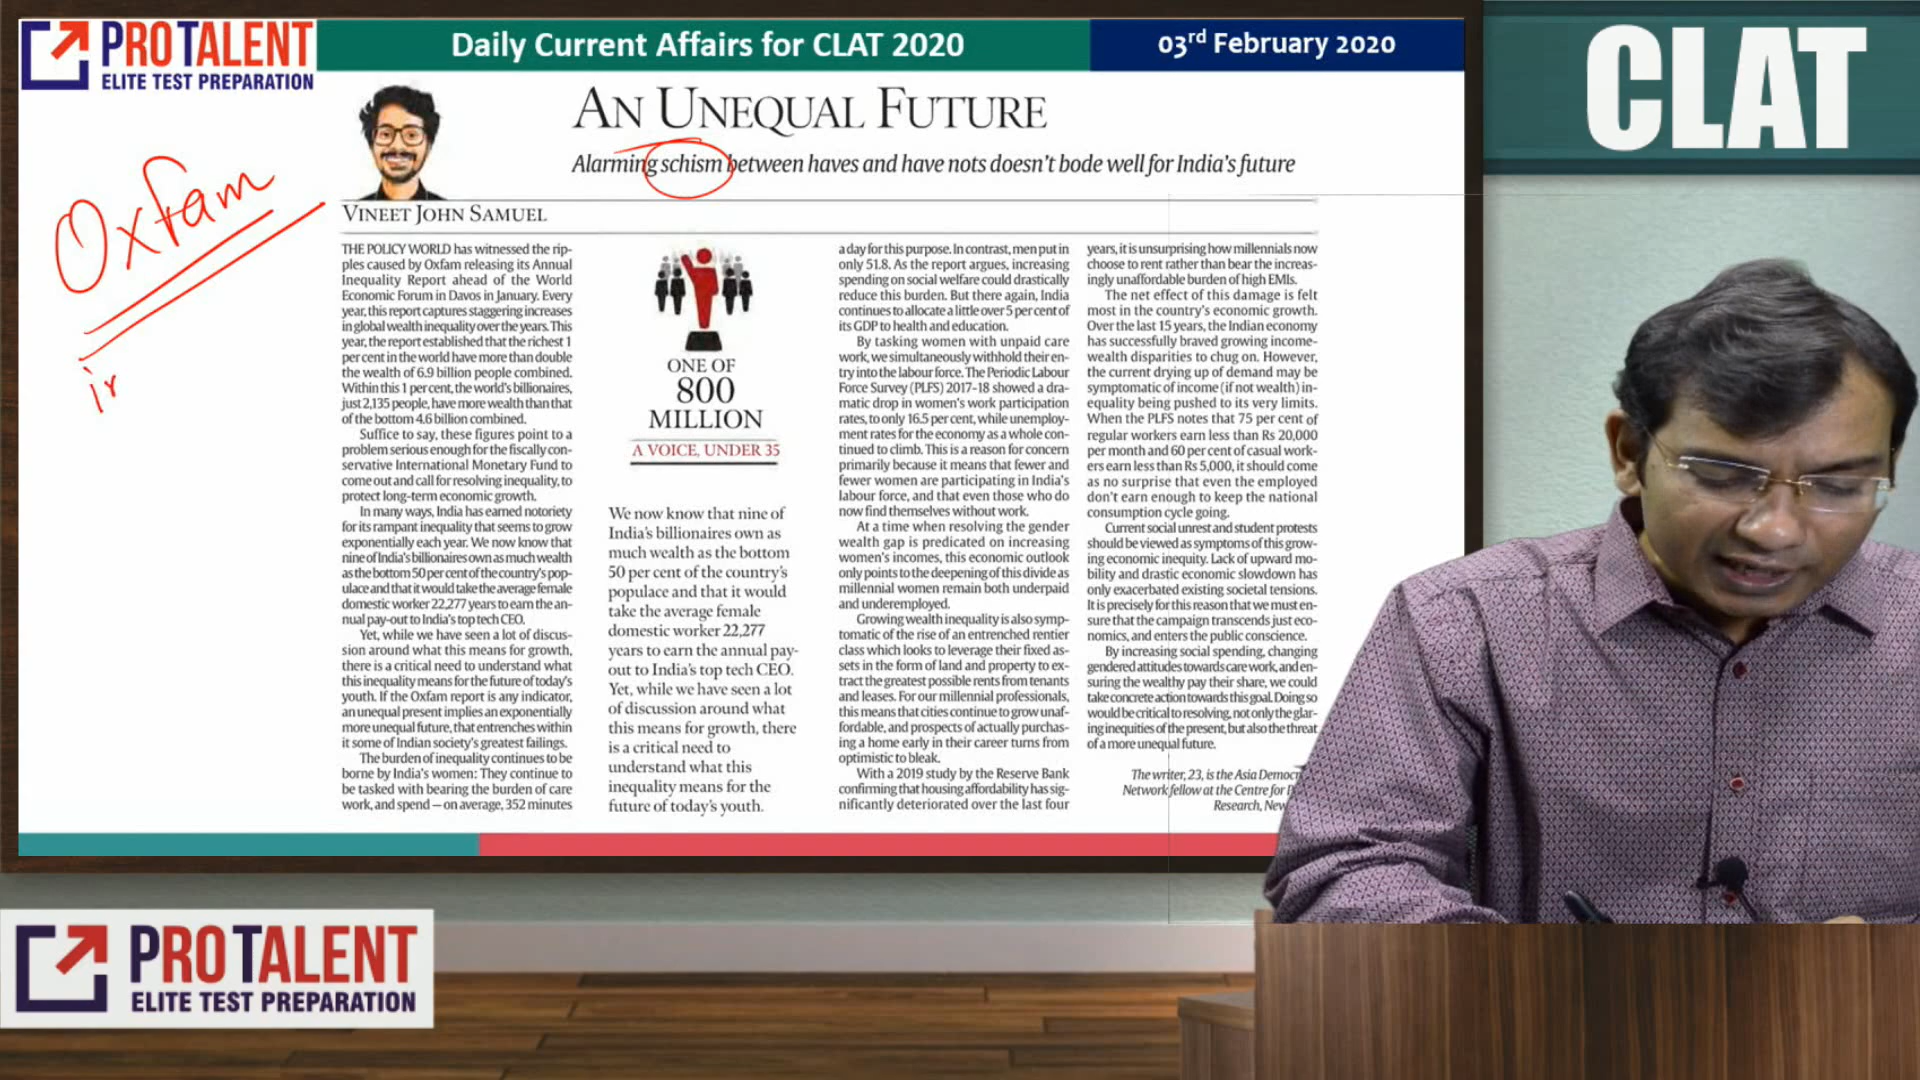 PROTALENT
ELITE TEST PREPARATION
Daily Current Affairs for CLAT 2020
03rd February 2020
CLAT
AN UNEQUAL FUTURE
Alarming schism between haves and have nots doesn't bode well for India's future
Oxfam
VINEET JOHN SAMUEL
THE POLICY WORLD has witnessed the rip-
ples caused by Oxfam releasing its Annual
Inequality Report ahead of the World
Economic Forum in Davos in January. Every
year, this report captures staggering increases
in global wealth inequality over the years. This
year, the report established that the richest 1
per cent in the world have more than double
the wealth of 6.9 billion people combined.
Within this 1 per cent, the world's billionaires,
just 2,135 people, have more wealth than that
of the bottom 4.6 billion combined.
Suffice to say, these figures point to a
problem serious enough for the fiscally con-
servative International Monetary Fund to
come out and call for resolving inequality, to
protect long-term economic growth.
In many ways, India has earned notoriety
for its rampant inequality that seems to grow
exponentially each year. We now know that
nine of India's billionaires own as much wealth
as the bottom 50 per cent of the country's pop-
ulace and that it would take the average female
domestic worker 22,277 years to earn the an-
nual pay-out to India's top tech CEO.
Yet, while we have seen a lot of discus-
sion around what this means for growth,
there is a critical need to understand what
this inequality means for the future of today's
youth. If the Oxfam report is any indicator,
an unequal present implies an exponentially
more unequal future, that entrenches within
it some of Indian society's greatest failings.
The burden of inequality continues to be
borne by India's women: They continue to
be tasked with bearing the burden of care
work, and spend — on average, 352 minutes
ONE OF
800
MILLION
A VOICE, UNDER 35
We now know that nine of
India's billionaires own as
much wealth as the bottom
50 per cent of the country's
populace and that it would
take the average female
domestic worker 22,277
years to earn the annual pay-
out to India's top tech CEO.
Yet, while we have seen a lot
of discussion around what
this means for growth, there
is a critical need to
understand what this
inequality means for the
future of today's youth.
a day for this purpose. In contrast, men put in
only 51.8. As the report argues, increasing
spending on social welfare could drastically
reduce this burden. But there again, India
continues to allocate a little over 5 per cent of
its GDP to health and education.
By tasking women with unpaid care
work, we simultaneously withhold their en-
try into the labour force. The Periodic Labour
Force Survey (PLFS) 2017-18 showed a dra-
matic drop in women's work participation
rates, to only 16.5 per cent, while unemploy-
ment rates for the economy as a whole con-
tinued to climb. This is a reason for concern
primarily because it means that fewer and
fewer women are participating in India's
labour force, and that even those who do
now find themselves without work.
At a time when resolving the gender
wealth gap is predicated on increasing
women's incomes, this economic outlook
only points to the deepening of this divide as
millennial women remain both underpaid
and underemployed.
Growing wealth inequality is also symp-
tomatic of the rise of an entrenched rentier
class which looks to leverage their fixed as-
sets in the form of land and property to ex-
tract the greatest possible rents from tenants
and leases. For our millennial professionals,
this means that cities continue to grow unaf-
fordable, and prospects of actually purchas-
ing a home early in their career turns from
optimistic to bleak.
With a 2019 study by the Reserve Bank
confirming that housing affordability has sig-
nificantly deteriorated over the last four
years, it is unsurprising how millennials now
choose to rent rather than bear the increas-
ingly unaffordable burden of high EMIs.
The net effect of this damage is felt
most in the country's economic growth.
Over the last 15 years, the Indian economy
has successfully braved growing income-
wealth disparities to chug on. However,
the current drying up of demand may be
symptomatic of income (if not wealth) in-
equality being pushed to its very limits.
When the PLFS notes that 75 per cent of
regular workers earn less than Rs 20,000
per month and 60 per cent of casual work-
ers earn less than Rs 5,000, it should come
as no surprise that even the employed
don't earn enough to keep the national
consumption cycle going.
Current social unrest and student protests
should be viewed as symptoms of this grow-
ing economic inequity. Lack of upward mo-
bility and drastic economic slowdown has
only exacerbated existing societal tensions.
It is precisely for this reason that we must en-
sure that the campaign transcends just eco-
nomics, and enters the public conscience.
By increasing social spending, changing
gendered attitudes towards care work, and en-
suring the wealthy pay their share, we could
take concrete action towards this goal. Doing so
would be critical to resolving, not only the glar-
ing inequities of the present, but also the threat
of a more unequal future.
The writer, 23, is the Asia Democ
Network fellow at the Centre for
Research, New
PROTALENT
ELITE TEST PREPARATION